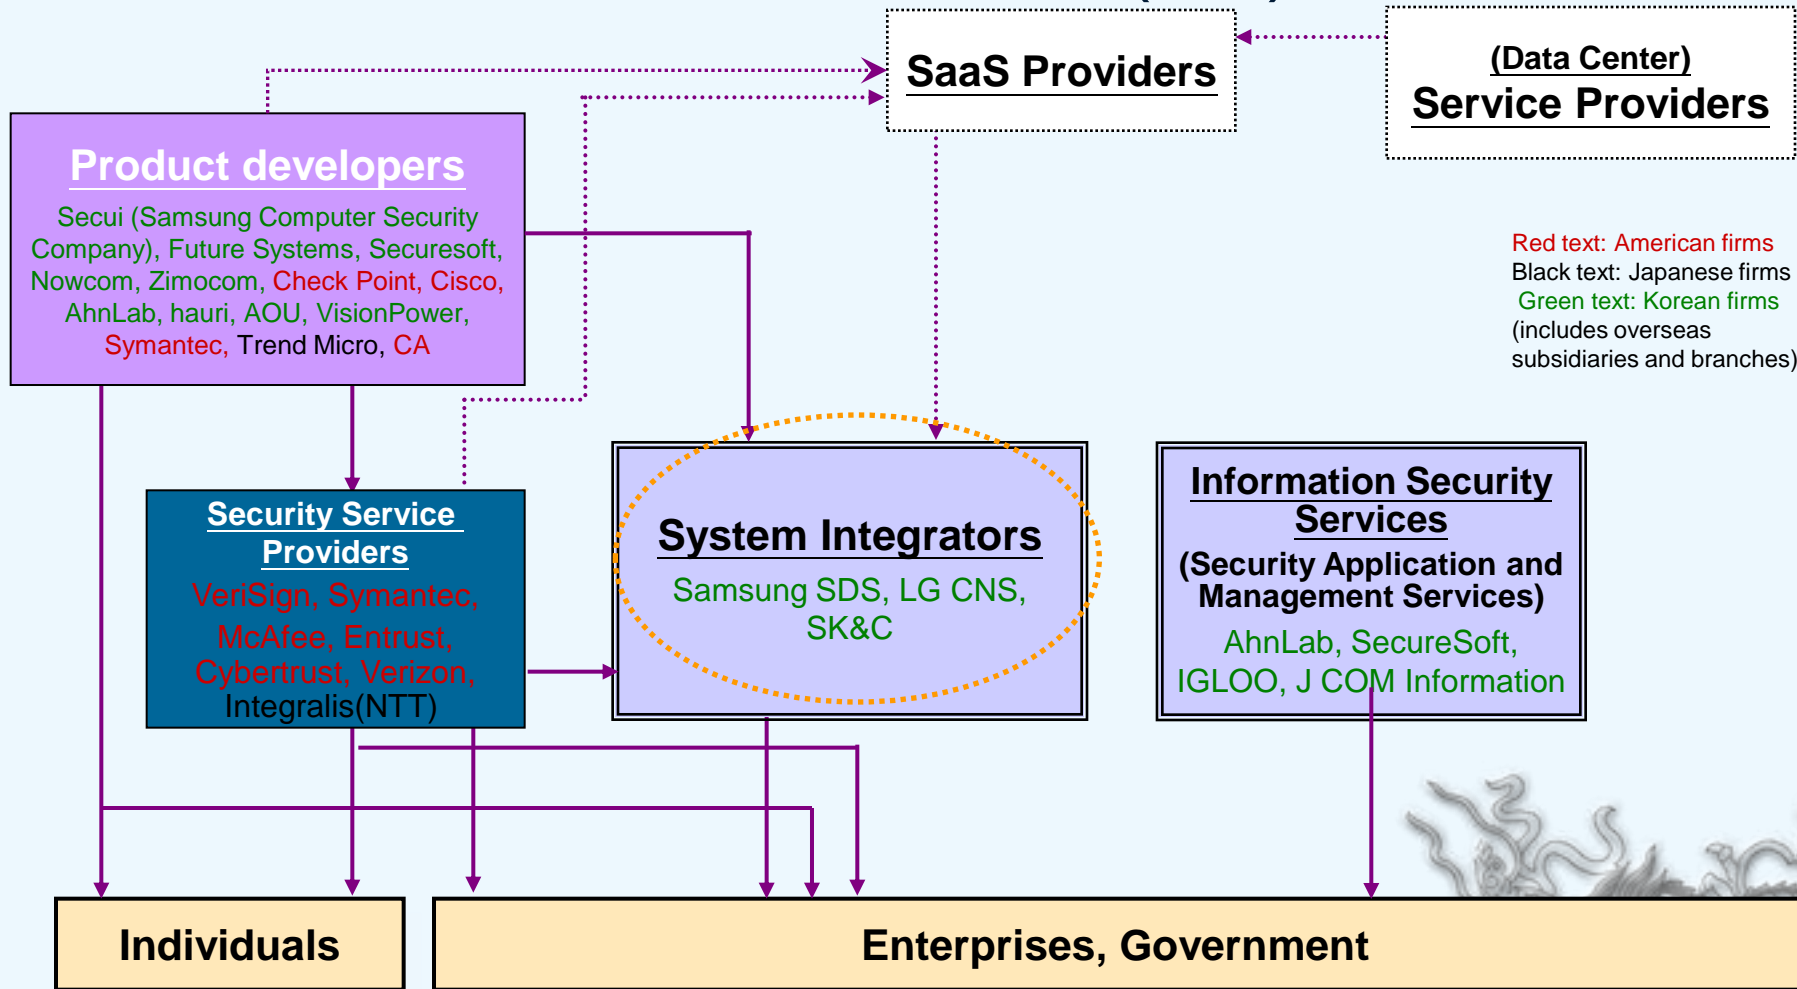 SaaS Providers
(Data Center)
Service Providers
Product developers
Secui (Samsung Computer Security
Company), Future Systems, Securesoft,
Nowcom, Zimocom, Check Point, Cisco,
AhnLab, hauri, AOU, VisionPower,
Symantec, Trend Micro, CA
Red text: American firms
Black text: Japanese firms
Green text: Korean firms
(includes overseas
subsidiaries and branches)
Security Service
Providers
VeriSign, Symantec,
McAfee, Entrust,
Cybertrust, Verizon,
Integralis(NTT)
System Integrators
Samsung SDS, LG CNS,
SK&C
Information Security
Services
(Security Application and
Management Services)
AhnLab, SecureSoft,
IGLOO, J COM Information
Individuals
Enterprises, Government